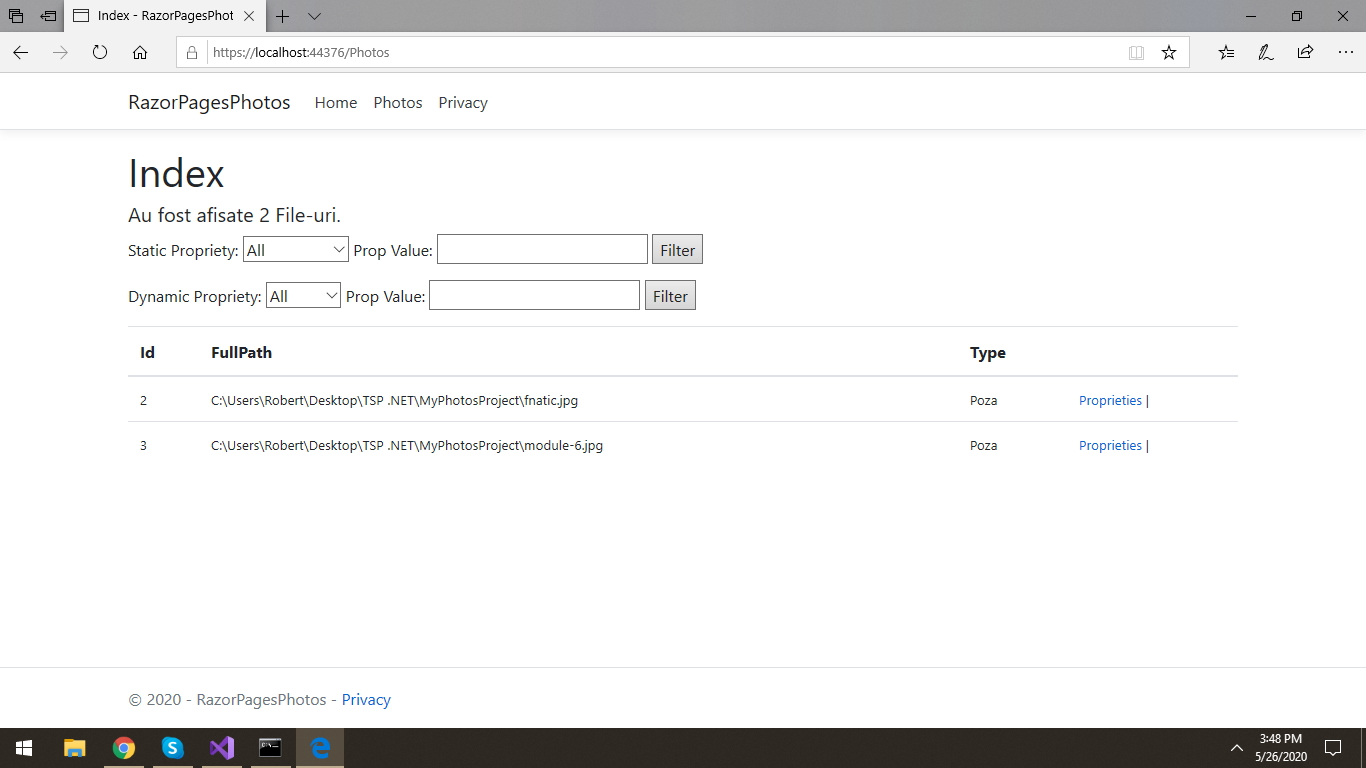 Index - RazorPagesPhot
https://localhost:44376/Photos
RazorPagesPhotos Home Photos Privacy
Index
Au fost afisate 2 File-uri.
Static Propriety: All Prop Value: Filter
Dynamic Propriety: All Prop Value: Filter
Id FullPath Type
2 C:\Users\Robert\Desktop\TSP .NET\MyPhotosProject\fnatic.jpg Poza Proprieties |
3 C:\Users\Robert\Desktop\TSP .NET\MyPhotosProject\module-6.jpg Poza Proprieties |
© 2020 - RazorPagesPhotos - Privacy
3:48 PM
5/26/2020